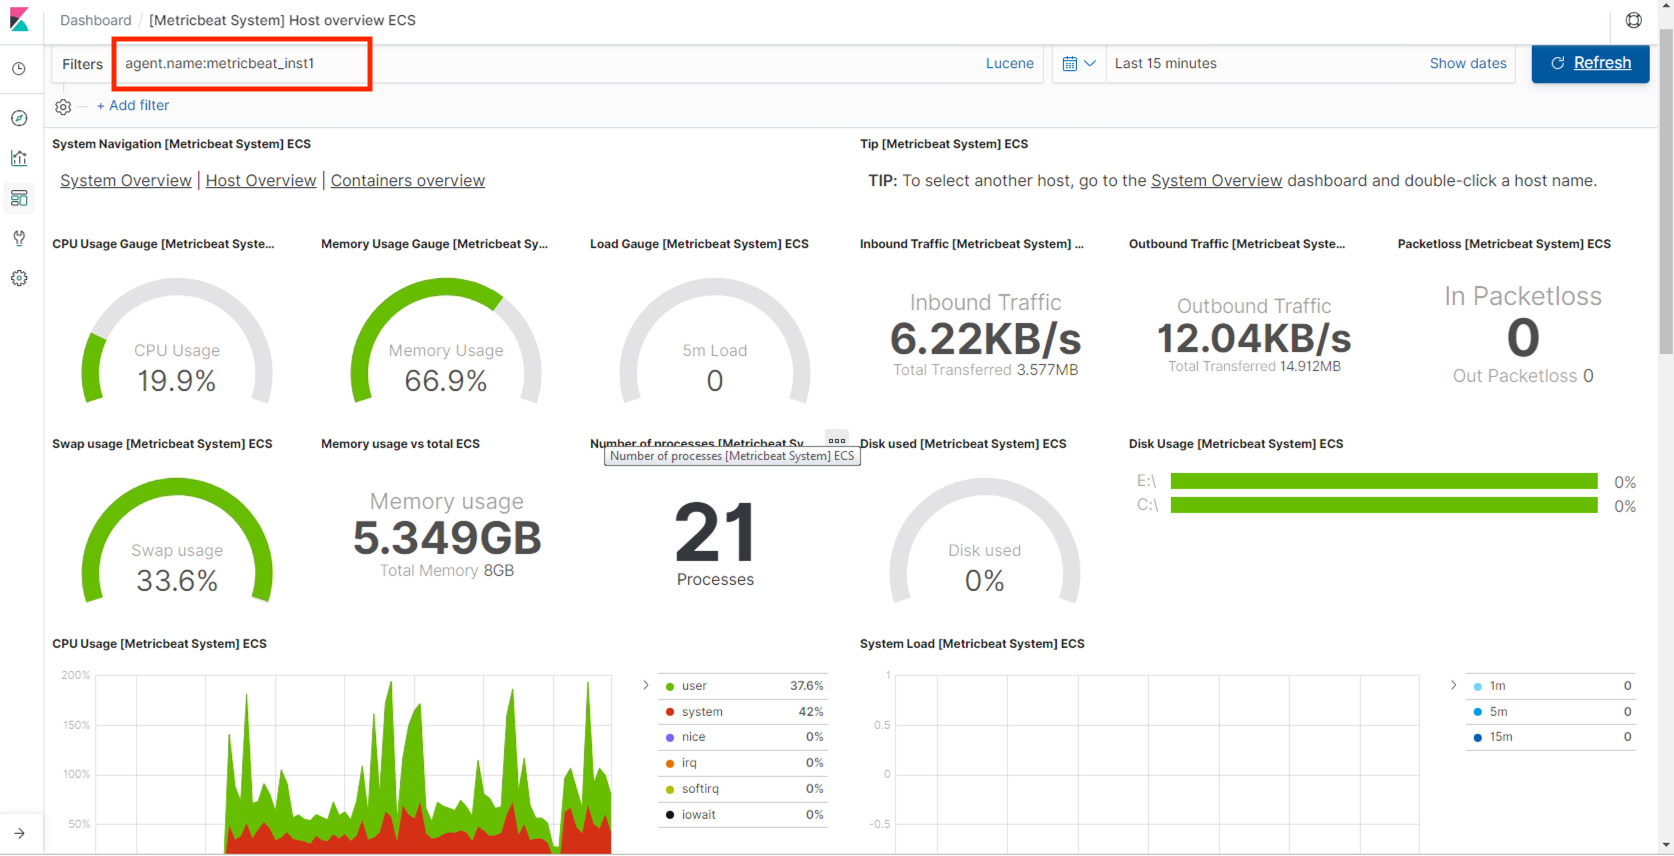 Dashboard / [Metricbeat System] Host overview ECS
Filters agent.name:metricbeat_inst1 Lucene Last 15 minutes Show dates Refresh
+ Add filter
System Navigation [Metricbeat System] ECS
System Overview | Host Overview | Containers overview
Tip [Metricbeat System] ECS
TIP: To select another host, go to the System Overview dashboard and double-click a host name.
CPU Usage Gauge [Metricbeat Syste...
CPU Usage
19.9%
Memory Usage Gauge [Metricbeat Sy...
Memory Usage
66.9%
Load Gauge [Metricbeat System] ECS
5m Load
0
Inbound Traffic [Metricbeat System] ...
Inbound Traffic
6.22KB/s
Total Transferred 3.577MB
Outbound Traffic [Metricbeat Syste...
Outbound Traffic
12.04KB/s
Total Transferred 14.912MB
Packetloss [Metricbeat System] ECS
In Packetloss
0
Out Packetloss 0
Swap usage [Metricbeat System] ECS
Swap usage
33.6%
Memory usage vs total ECS
Memory usage
5.349GB
Total Memory 8GB
Number of processes [Metricbeat Sy
Number of processes [Metricbeat System] ECS
21
Processes
Disk used [Metricbeat System] ECS
Disk used
0%
Disk Usage [Metricbeat System] ECS
E:\ 0%
C:\ 0%
CPU Usage [Metricbeat System] ECS
200%
150%
100%
50%
user 37.6%
system 42%
nice 0%
irq 0%
softirq 0%
iowait 0%
System Load [Metricbeat System] ECS
1
0.5
0
-0.5
1m 0
5m 0
15m 0